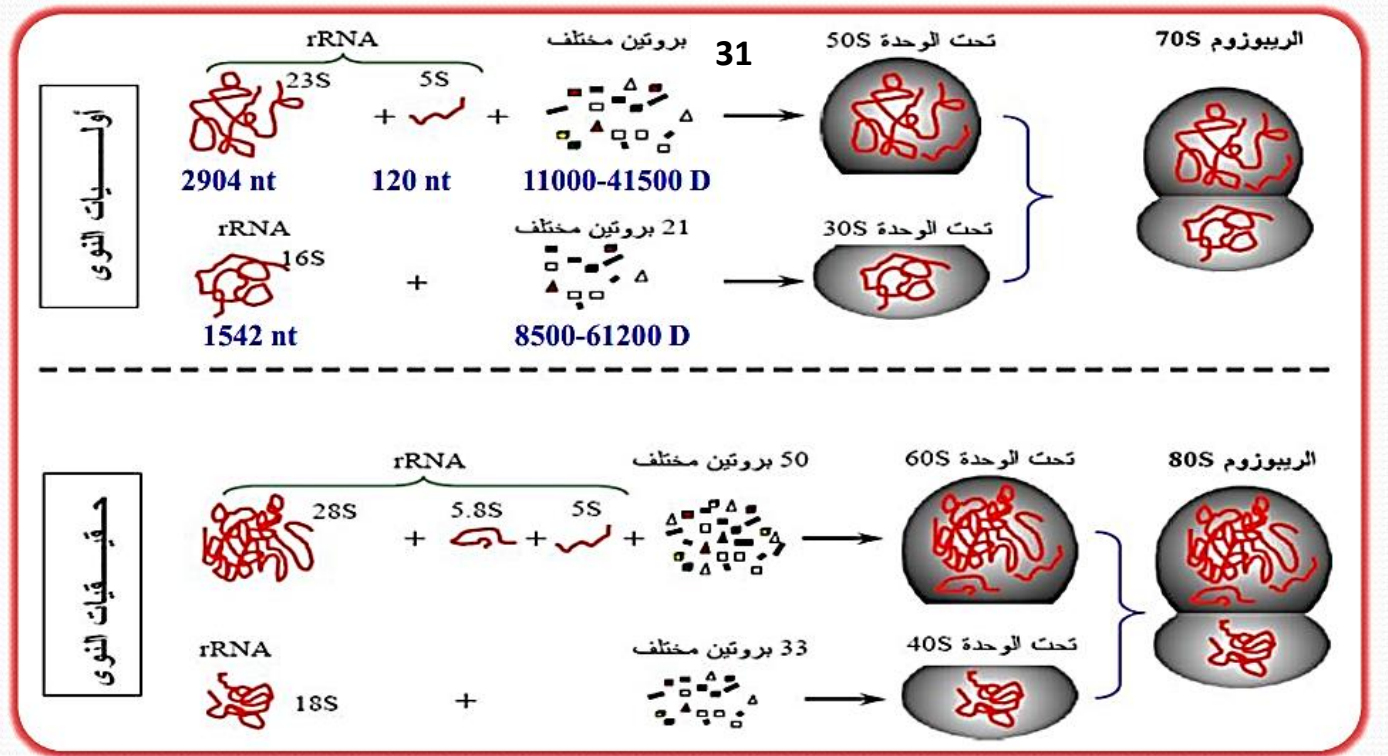 rRNA
31 بروتين مختلف
تحت الوحدة 50S
الريبوزوم 70S
أوليات النوى
23S
5S
+ + 
2904 nt
120 nt
11000-41500 D
rRNA
21 بروتين مختلف
تحت الوحدة 30S
16S
+
1542 nt
8500-61200 D
rRNA
50 بروتين مختلف
تحت الوحدة 60S
الريبوزوم 80S
حقيقيات النوى
28S
5.8S
5S
+ + +
rRNA
33 بروتين مختلف
تحت الوحدة 40S
18S
+